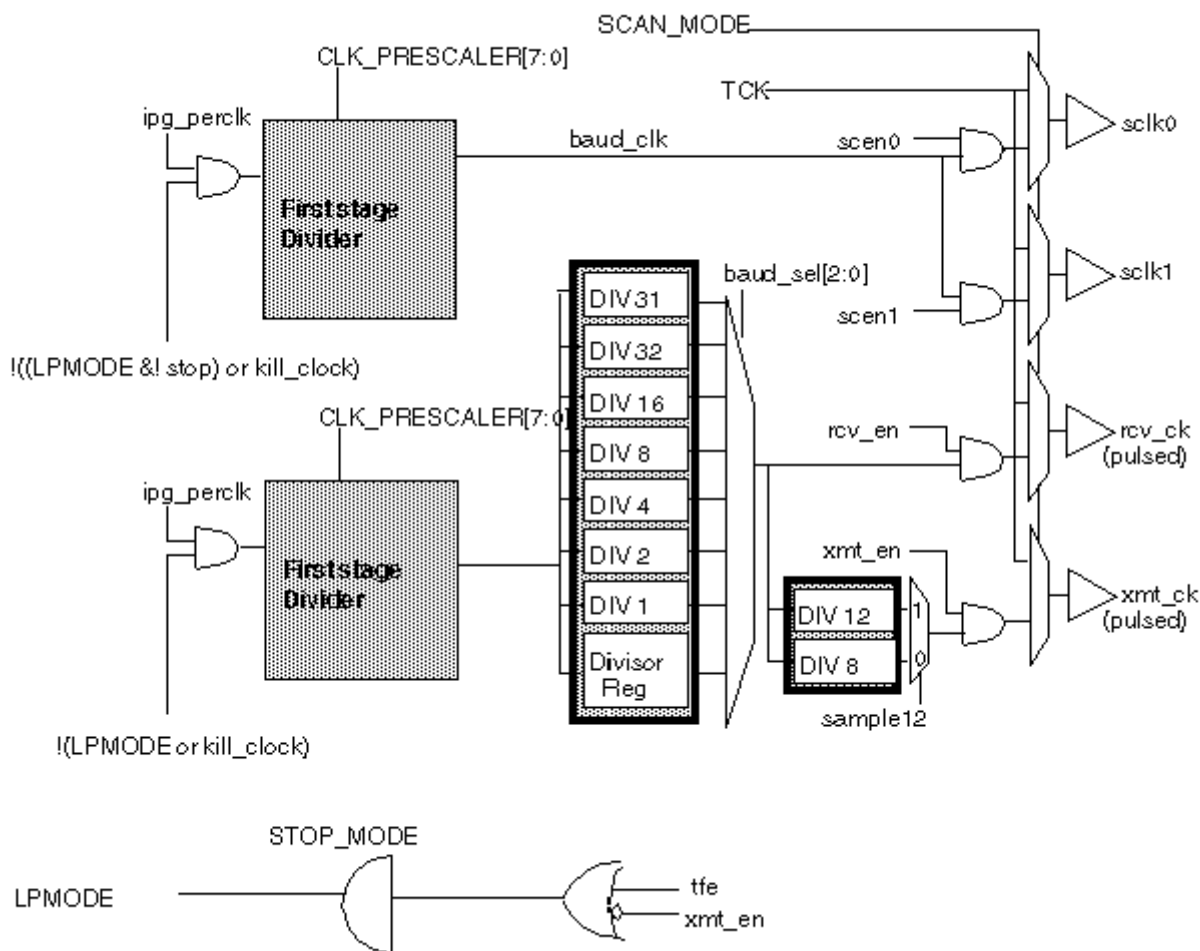 SCAN_MODE
CLK_PRESCALER[7:0]
TCK
ipg_perclk
baud_clk
scen0
sclk0
First stage
Divider
baud_sel[2:0]
scen1
sclk1
!((LPMODE &! stop) or kill_clock)
DIV 31
DIV 32
DIV 16
DIV 8
DIV 4
DIV 2
DIV 1
Divisor
Reg
CLK_PRESCALER[7:0]
ipg_perclk
First stage
Divider
!(LPMODE or kill_clock)
rcv_en
rcv_ck
(pulsed)
xmt_en
DIV 12
1
DIV 8
0
sample12
xmt_ck
(pulsed)
STOP_MODE
LPMODE
tfe
xmt_en